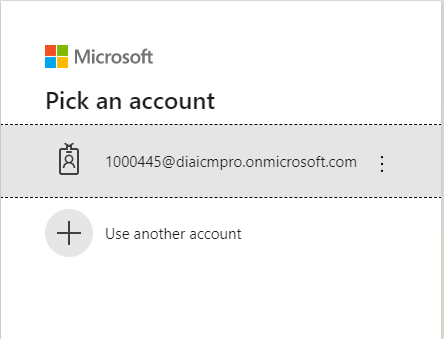 Microsoft
Pick an account
1000445@diaicmpro.onmicrosoft.com
Use another account